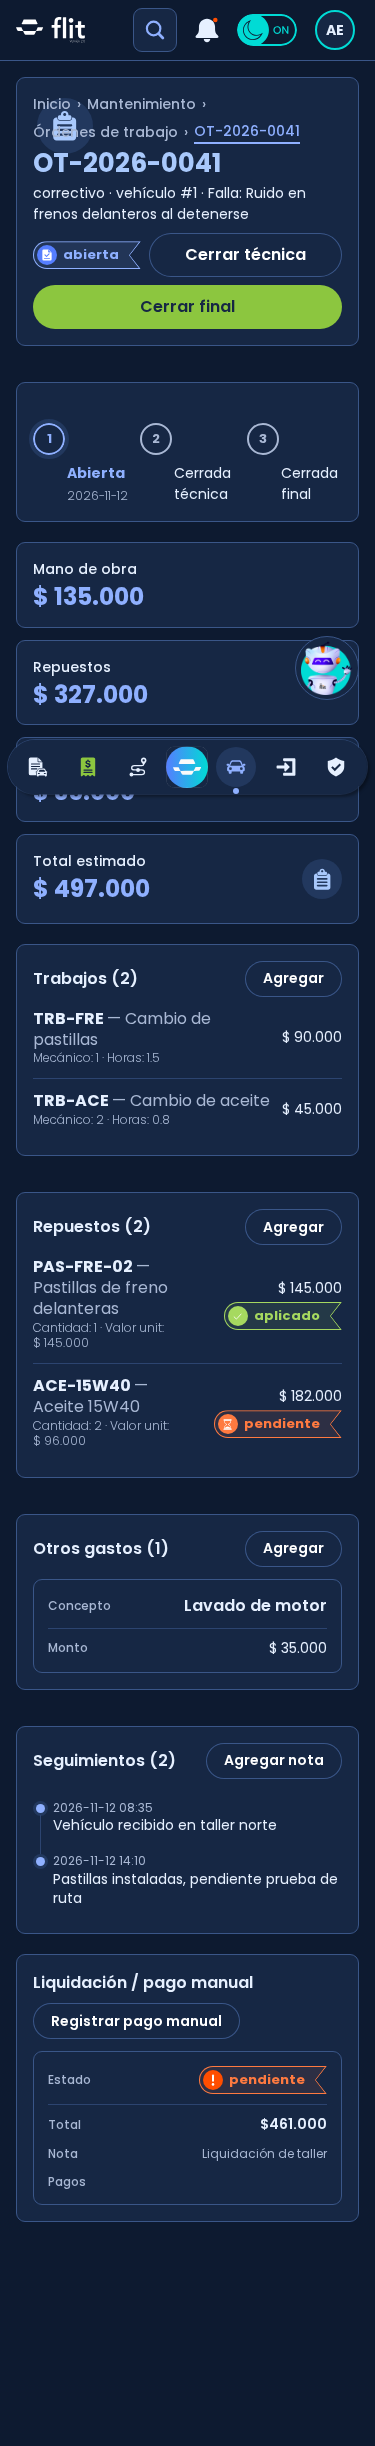 flit
ON
AE
Inicio › Mantenimiento ›
Órdenes de trabajo › OT-2026-0041
OT-2026-0041
correctivo · vehículo #1 · Falla: Ruido en
frenos delanteros al detenerse
abierta
Cerrar técnica
Cerrar final
1
2
3
Abierta
2026-11-12
Cerrada
técnica
Cerrada
final
Mano de obra
$ 135.000
Repuestos
$ 327.000
Total estimado
$ 497.000
Trabajos (2)
Agregar
TRB-FRE — Cambio de
pastillas
Mecánico: 1 · Horas: 1.5
$ 90.000
TRB-ACE — Cambio de aceite
Mecánico: 2 · Horas: 0.8
$ 45.000
Repuestos (2)
Agregar
PAS-FRE-02 —
Pastillas de freno
delanteras
Cantidad: 1 · Valor unit:
$ 145.000
$ 145.000
aplicado
ACE-15W40 —
Aceite 15W40
Cantidad: 2 · Valor unit:
$ 96.000
$ 182.000
pendiente
Otros gastos (1)
Agregar
Concepto
Lavado de motor
Monto
$ 35.000
Seguimientos (2)
Agregar nota
2026-11-12 08:35
Vehículo recibido en taller norte
2026-11-12 14:10
Pastillas instaladas, pendiente prueba de
ruta
Liquidación / pago manual
Registrar pago manual
Estado
pendiente
Total
$461.000
Nota
Liquidación de taller
Pagos